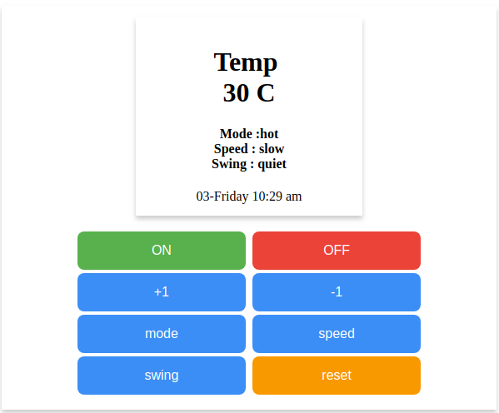 Temp
30 C
Mode :hot
Speed : slow
Swing : quiet
03-Friday 10:29 am
ON
OFF
+1
-1
mode
speed
swing
reset